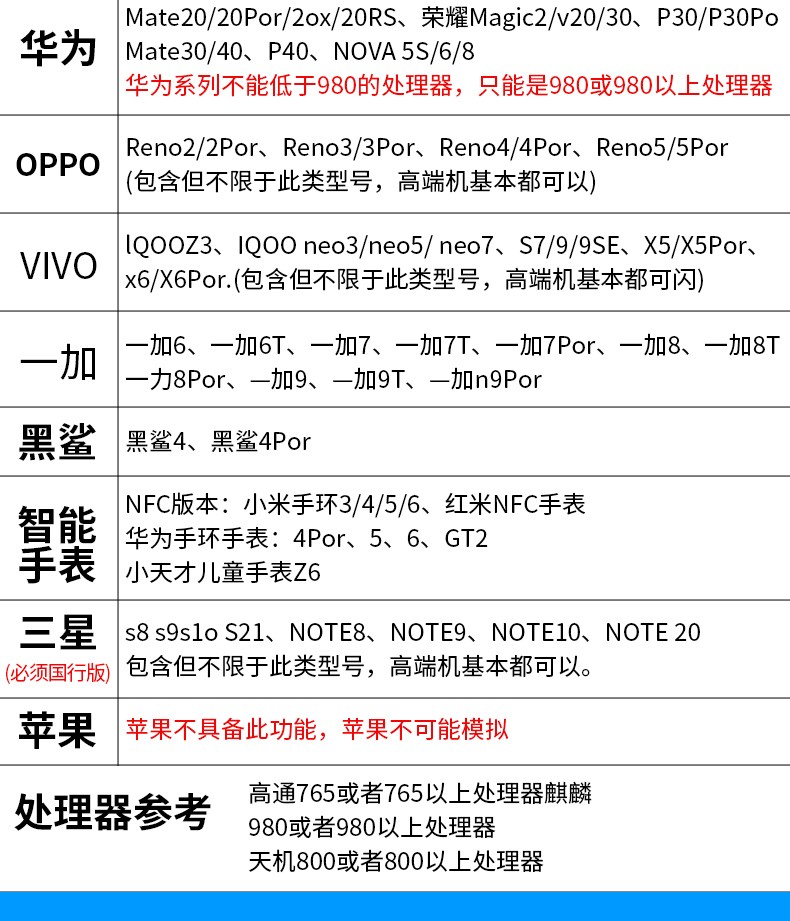 华为
Mate20/20Por/2ox/20RS、荣耀Magic2/v20/30、P30/P30Po
Mate30/40、P40、NOVA 5S/6/8
华为系列不能低于980的处理器，只能是980或980以上处理器
OPPO
Reno2/2Por、Reno3/3Por、Reno4/4Por、Reno5/5Por
(包含但不限于此类型号，高端机基本都可以)
VIVO
lQOOZ3、IQOO neo3/neo5/ neo7、S7/9/9SE、X5/X5Por、
x6/X6Por.(包含但不限于此类型号，高端机基本都可闪)
一加
一加6、一加6T、一加7、一加7T、一加7Por、一加8、一加8T
一力8Por、—加9、—加9T、—加n9Por
黑鲨
黑鲨4、黑鲨4Por
智能
手表
NFC版本：小米手环3/4/5/6、红米NFC手表
华为手环手表：4Por、5、6、GT2
小天才儿童手表Z6
三星
(必须国行版)
s8 s9s1o S21、NOTE8、NOTE9、NOTE10、NOTE 20
包含但不限于此类型号，高端机基本都可以。
苹果
苹果不具备此功能，苹果不可能模拟
处理器参考
高通765或者765以上处理器麒麟
980或者980以上处理器
天机800或者800以上处理器